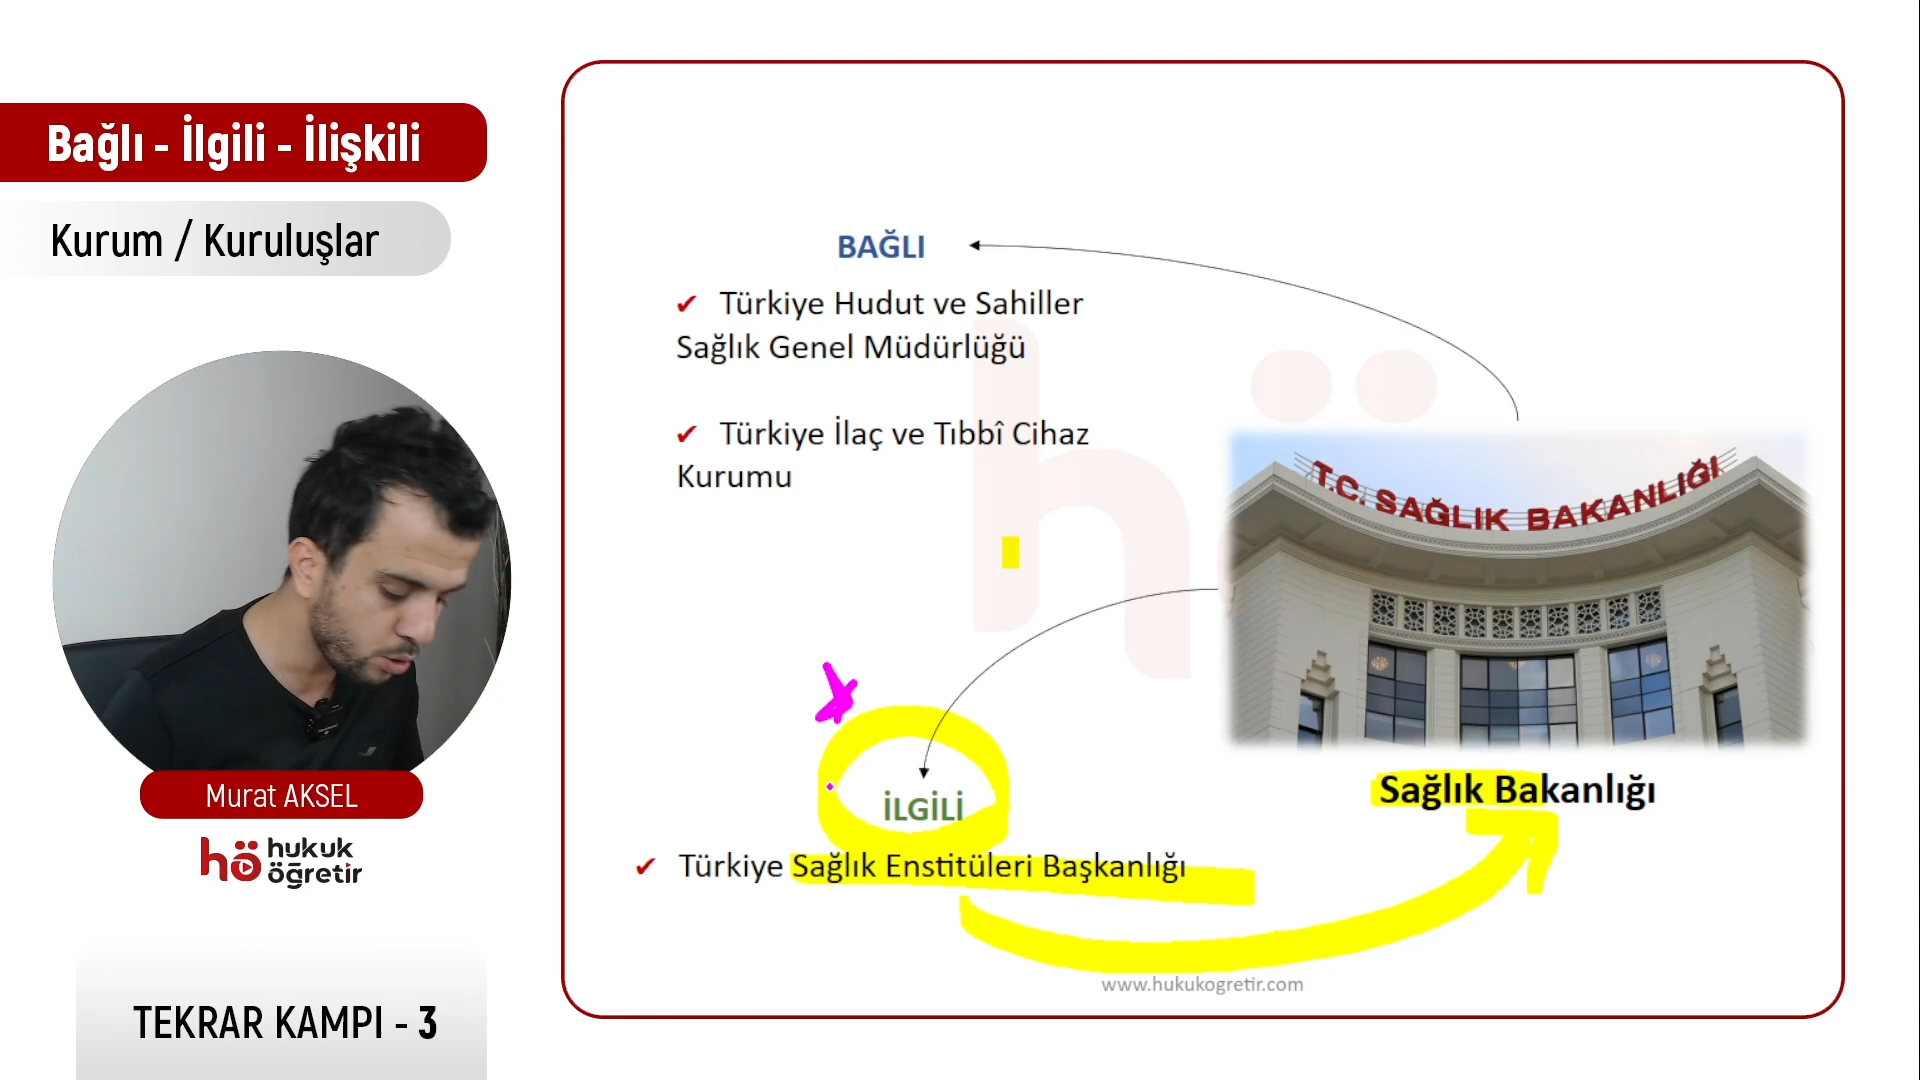 Bağlı - İlgili - İlişkili
Kurum / Kuruluşlar
Murat AKSEL
hö hukuk
öğretir
TEKRAR KAMPI - 3
BAĞLI
✔ Türkiye Hudut ve Sahiller
Sağlık Genel Müdürlüğü
✔ Türkiye İlaç ve Tıbbî Cihaz
Kurumu
T.C. SAĞLIK BAKANLIĞI
Sağlık Bakanlığı
İLGİLİ
✔ Türkiye Sağlık Enstitüleri Başkanlığı
www.hukukogretir.com